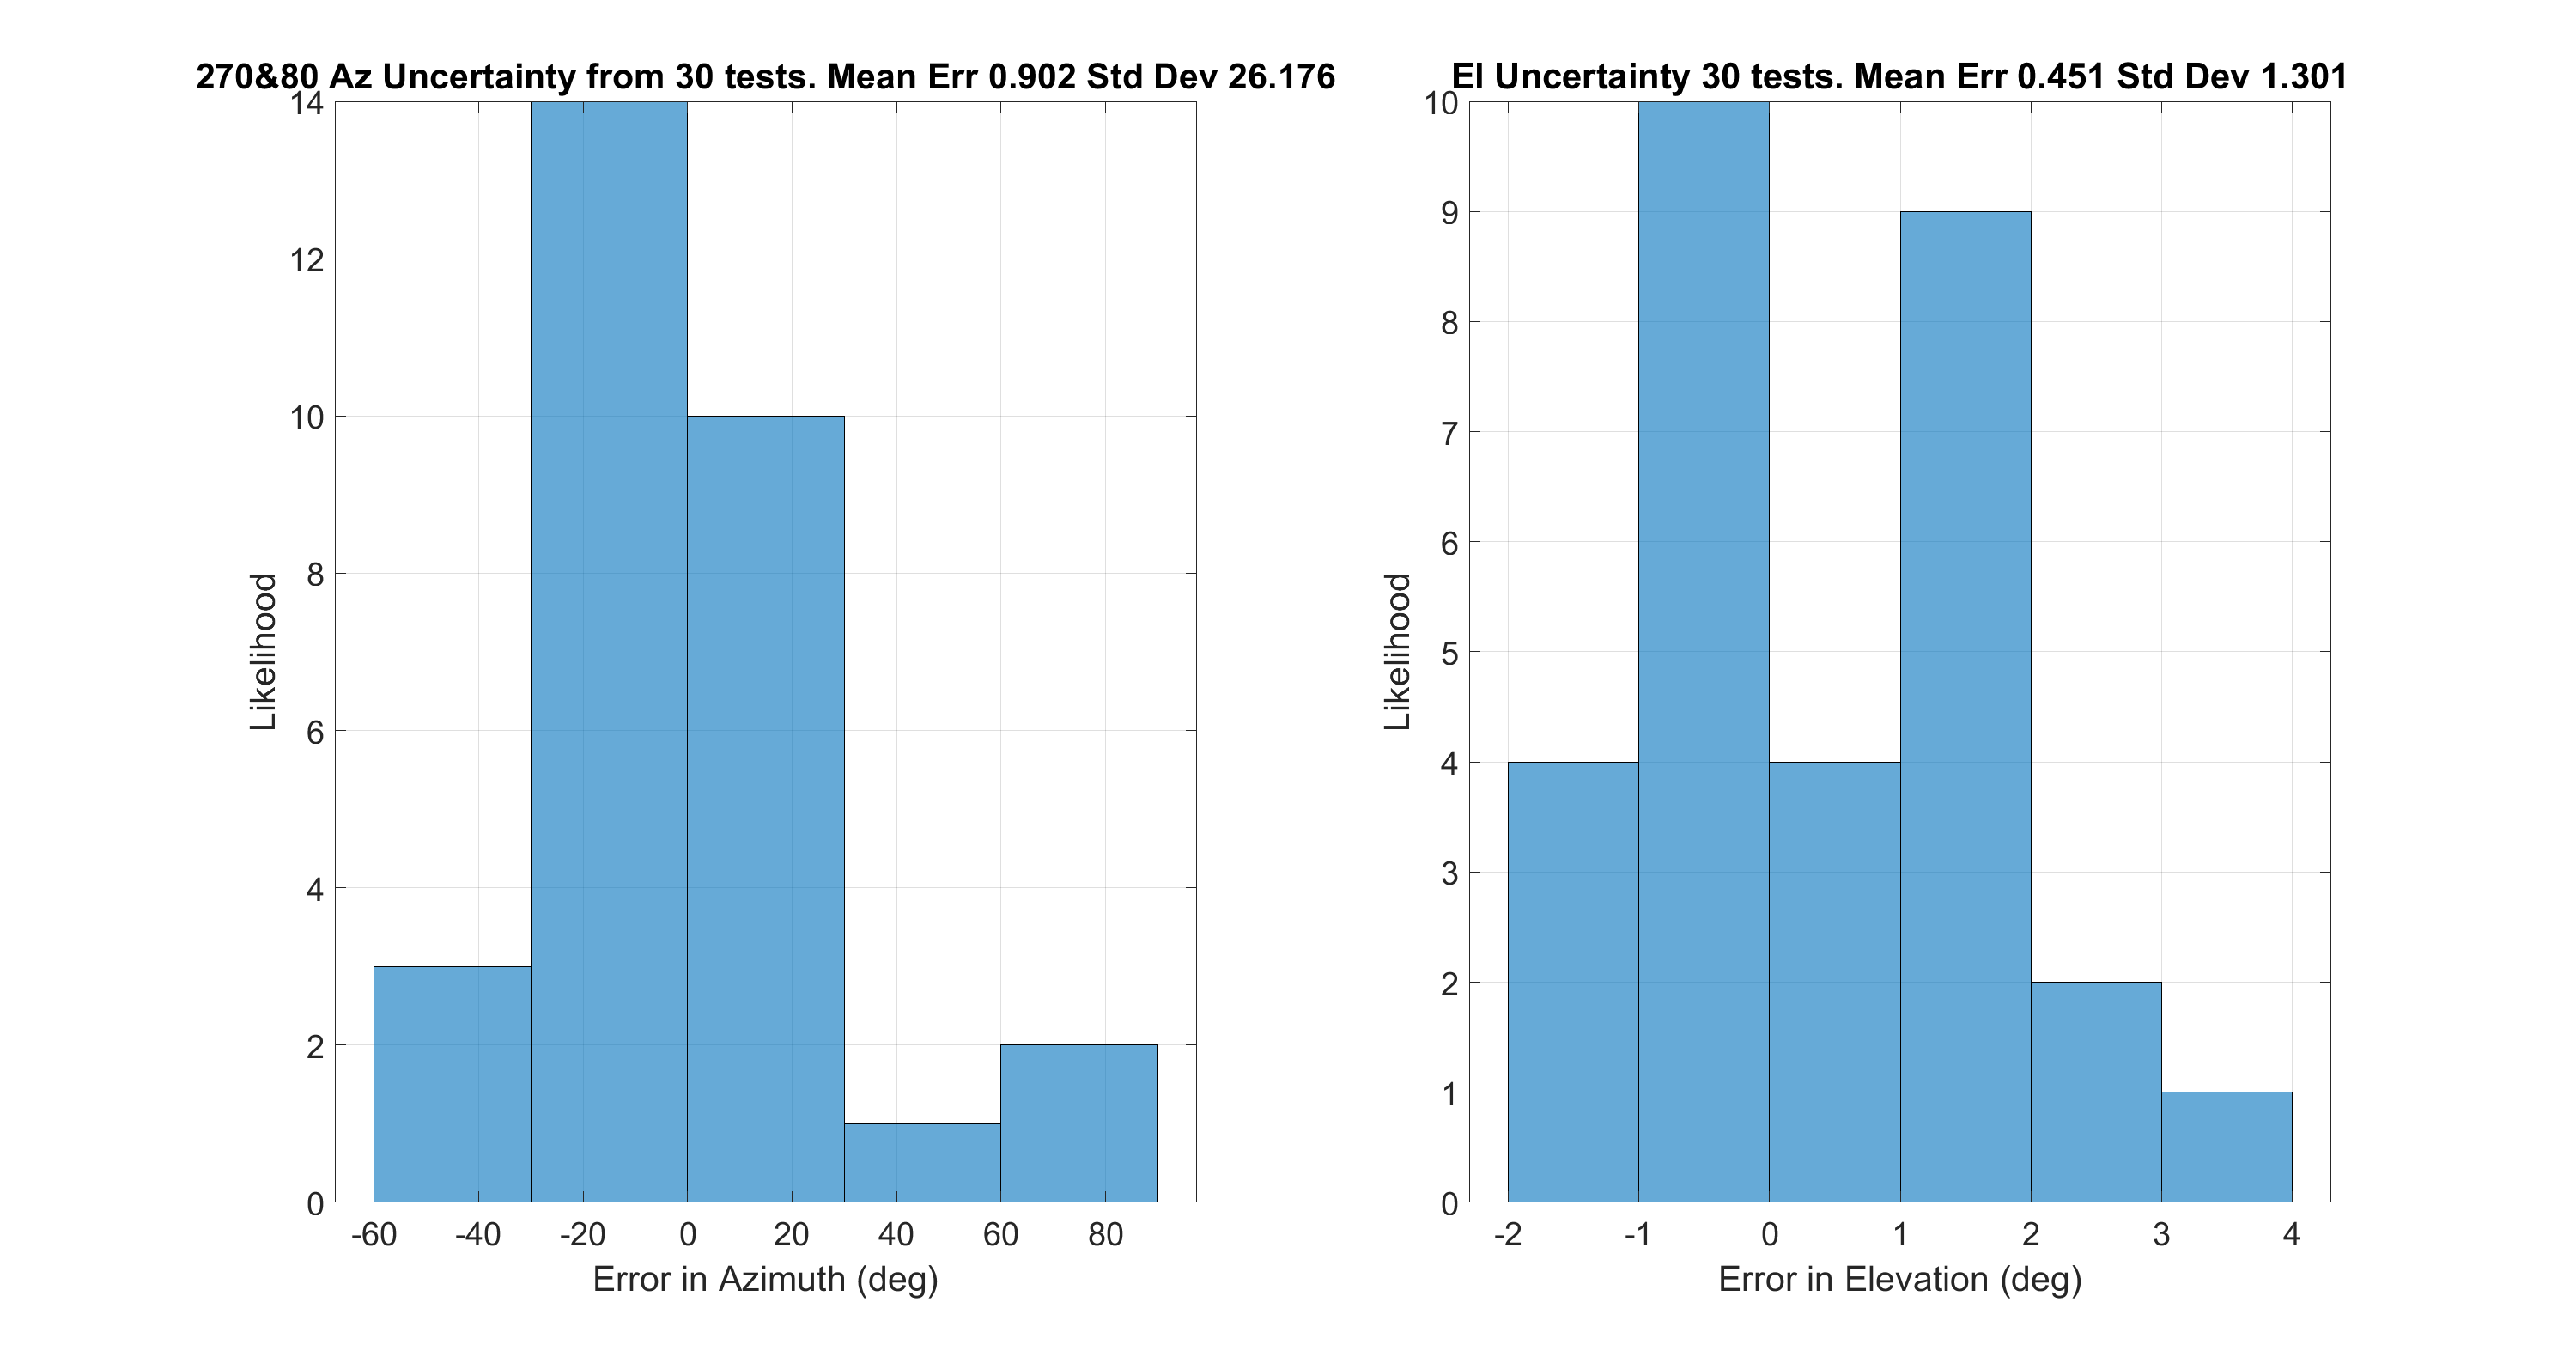 270&80 Az Uncertainty from 30 tests. Mean Err 0.902 Std Dev 26.176
14
12
10
8
6
4
2
0
Likelihood
-60 -40 -20 0 20 40 60 80
Error in Azimuth (deg)
El Uncertainty 30 tests. Mean Err 0.451 Std Dev 1.301
10
9
8
7
6
5
4
3
2
1
0
Likelihood
-2 -1 0 1 2 3 4
Error in Elevation (deg)